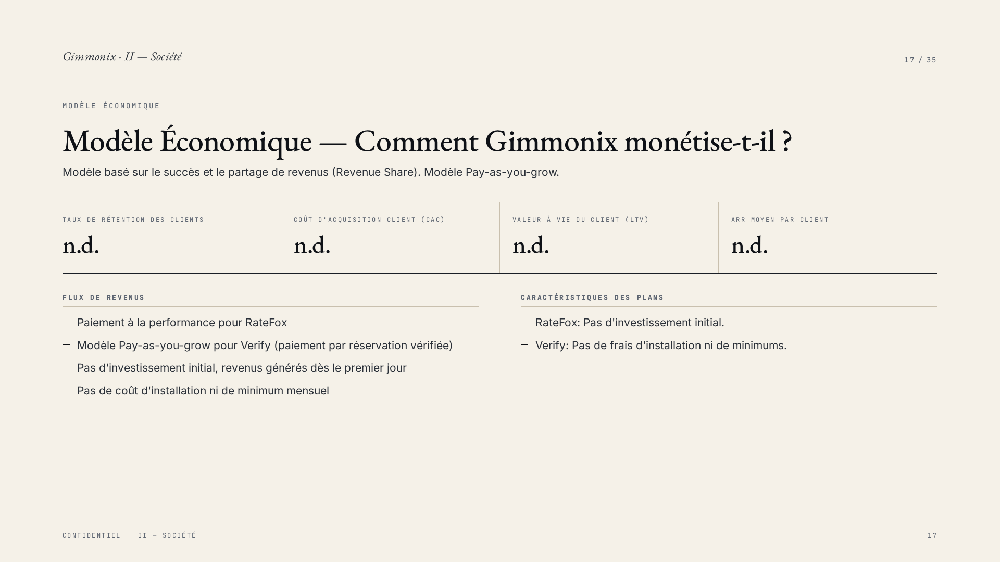 Gimmonix · II — Société
17 / 35
MODÈLE ÉCONOMIQUE
Modèle Économique — Comment Gimmonix monétise-t-il ?
Modèle basé sur le succès et le partage de revenus (Revenue Share). Modèle Pay-as-you-grow.
TAUX DE RÉTENTION DES CLIENTS
n.d.
COÛT D'ACQUISITION CLIENT (CAC)
n.d.
VALEUR À VIE DU CLIENT (LTV)
n.d.
ARR MOYEN PAR CLIENT
n.d.
FLUX DE REVENUS
— Paiement à la performance pour RateFox
— Modèle Pay-as-you-grow pour Verify (paiement par réservation vérifiée)
— Pas d'investissement initial, revenus générés dès le premier jour
— Pas de coût d'installation ni de minimum mensuel
CARACTÉRISTIQUES DES PLANS
— RateFox: Pas d'investissement initial.
— Verify: Pas de frais d'installation ni de minimums.
CONFIDENTIEL II — SOCIÉTÉ
17